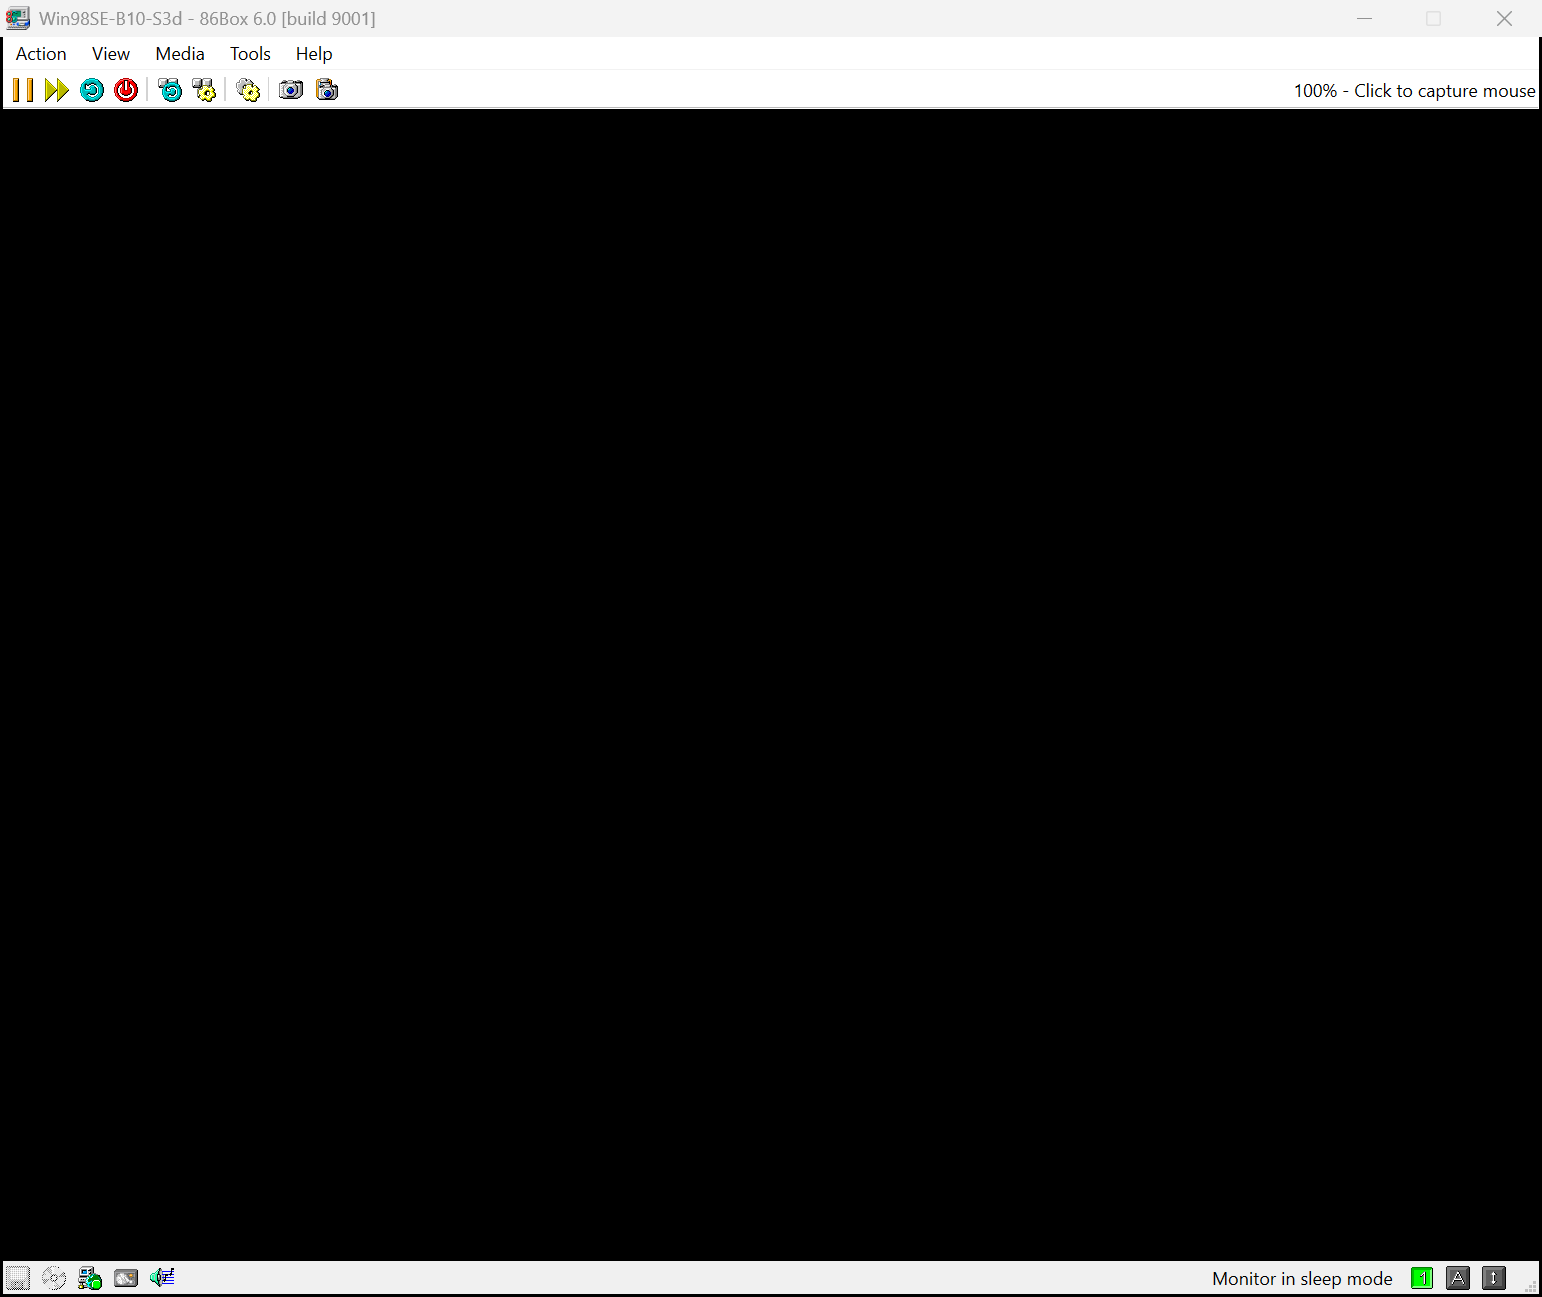 Win98SE-B10-S3d - 86Box 6.0 [build 9001]
Action View Media Tools Help
100% - Click to capture mouse
Monitor in sleep mode 1 A